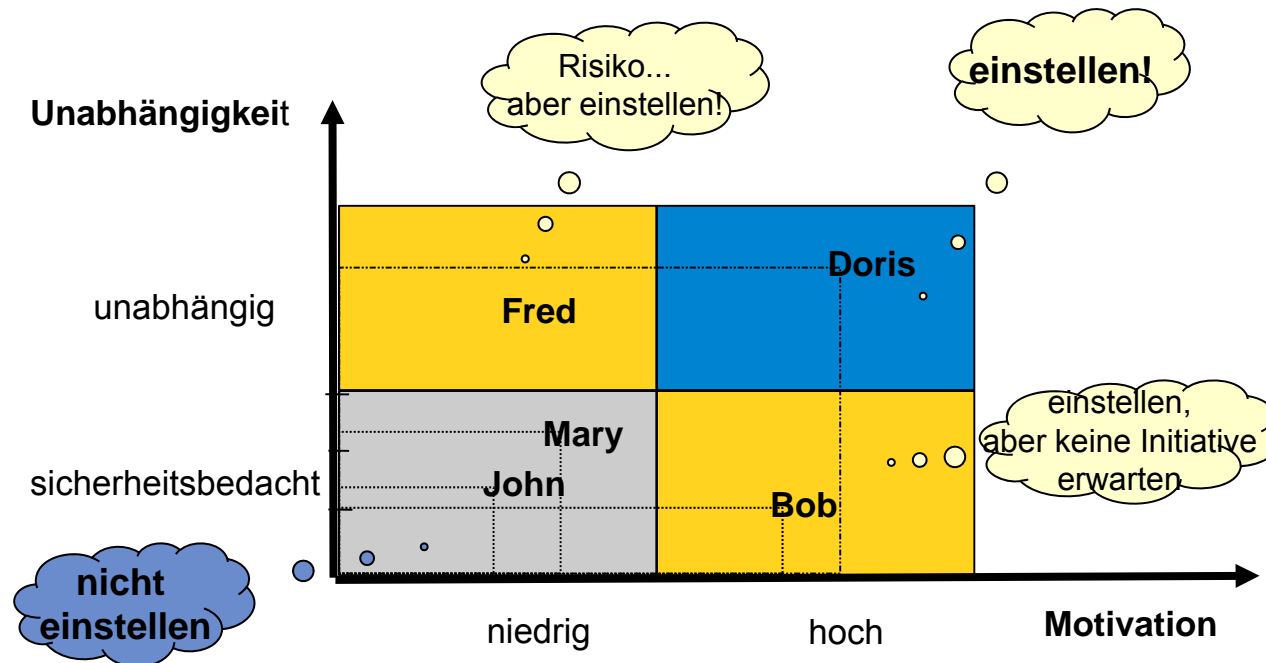 Risiko...
aber einstellen!
einstellen!
Unabhängigkeit
Doris
unabhängig
Fred
einstellen,
aber keine Initiative
erwarten
Mary
sicherheitsbedacht
John
Bob
nicht
einstellen
niedrig
hoch
Motivation